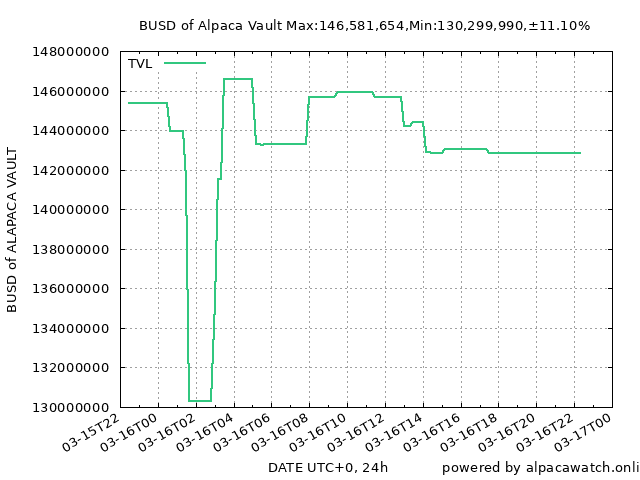 BUSD of Alpaca Vault Max:146,581,654,Min:130,299,990,±11.10%
TVL
148000000
146000000
144000000
142000000
140000000
138000000
136000000
134000000
132000000
130000000
BUSD of ALAPACA VAULT
03-15T22
03-16T00
03-16T02
03-16T04
03-16T06
03-16T08
03-16T10
03-16T12
03-16T14
03-16T16
03-16T18
03-16T20
03-16T22
03-17T00
DATE UTC+0, 24h
powered by alpacawatch.onli